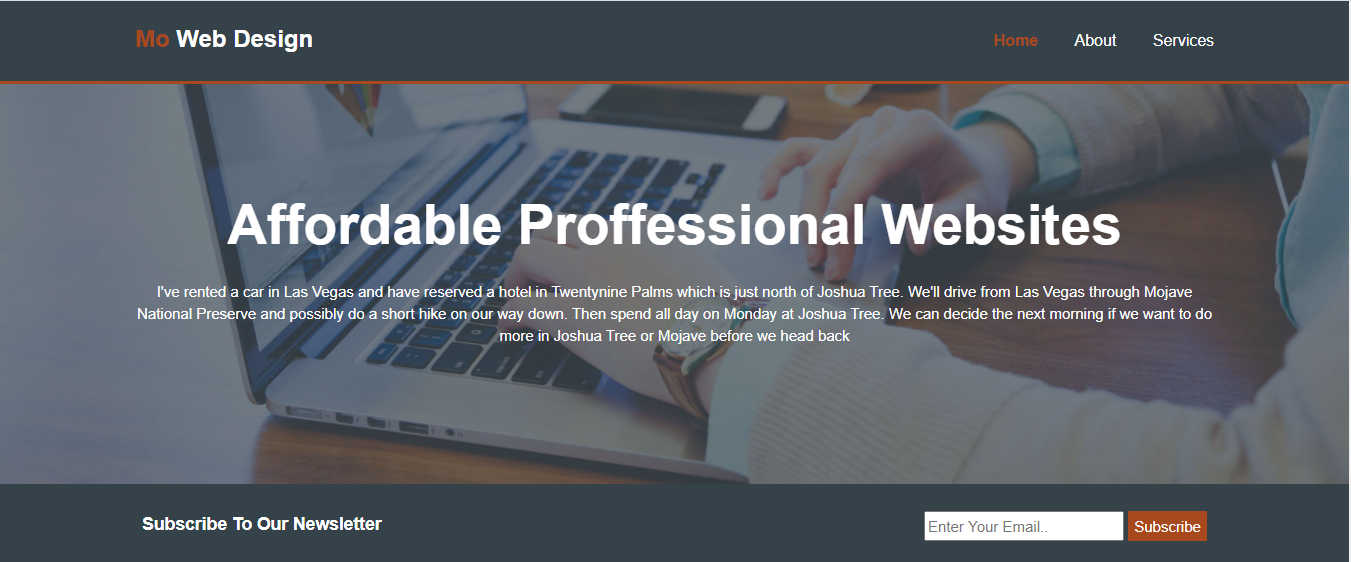 Mo Web Design
Home About Services
Affordable Proffessional Websites
I've rented a car in Las Vegas and have reserved a hotel in Twentynine Palms which is just north of Joshua Tree. We'll drive from Las Vegas through Mojave
National Preserve and possibly do a short hike on our way down. Then spend all day on Monday at Joshua Tree. We can decide the next morning if we want to do
more in Joshua Tree or Mojave before we head back
Subscribe To Our Newsletter
Enter Your Email.. Subscribe